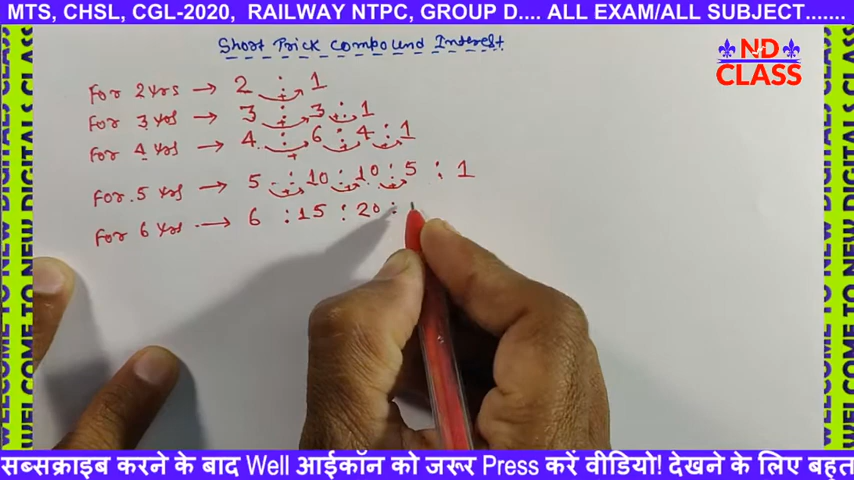 MTS, CHSL, CGL-2020, RAILWAY NTPC, GROUP D.... ALL EXAM/ALL SUBJECT.......
Short Trick Compound Interest
ND
CLASS
For 2 yrs → 2 : 1
For 3 yrs → 3 : 3 : 1
For 4 yrs → 4 : 6 : 4 : 1
For 5 yrs → 5 : 10 : 10 : 5 : 1
For 6 yrs → 6 : 15 : 20 :
सब्सक्राइब करने के बाद Well आईकॉन को जरूर Press करें वीडियो! देखने के लिए बहुत